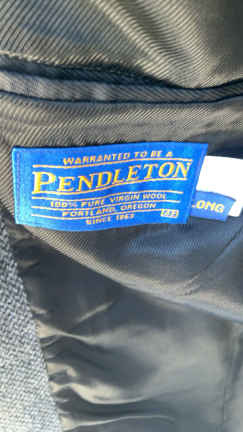 WARRANTED TO BE A
PENDLETON
100% PURE VIRGIN WOOL
PORTLAND, OREGON
SINCE 1863
LONG